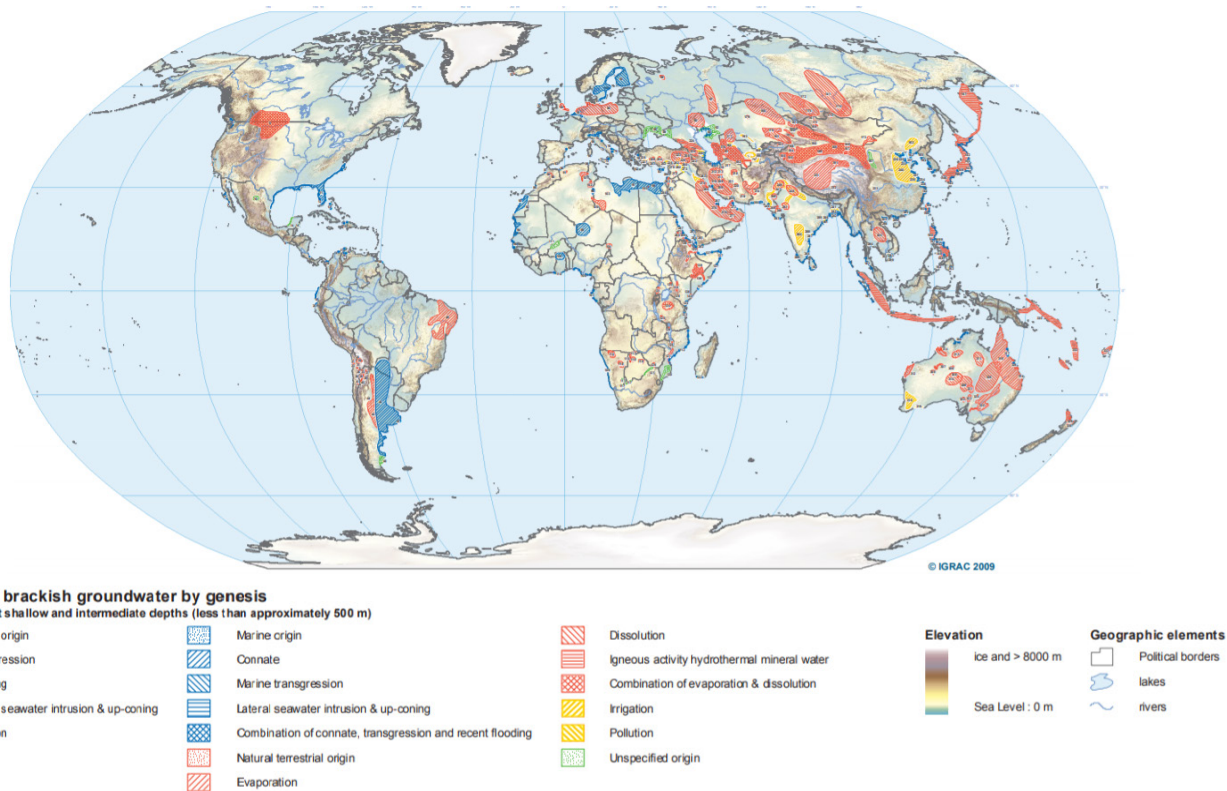 © IGRAC 2009
brackish groundwater by genesis
t shallow and intermediate depths (less than approximately 500 m)
origin
ression
ng
seawater intrusion & up-coning
on
Marine origin
Connate
Marine transgression
Lateral seawater intrusion & up-coning
Combination of connate, transgression and recent flooding
Natural terrestrial origin
Evaporation
Dissolution
Igneous activity hydrothermal mineral water
Combination of evaporation & dissolution
Irrigation
Pollution
Unspecified origin
Elevation
ice and > 8000 m
Sea Level : 0 m
Geographic elements
Political borders
lakes
rivers